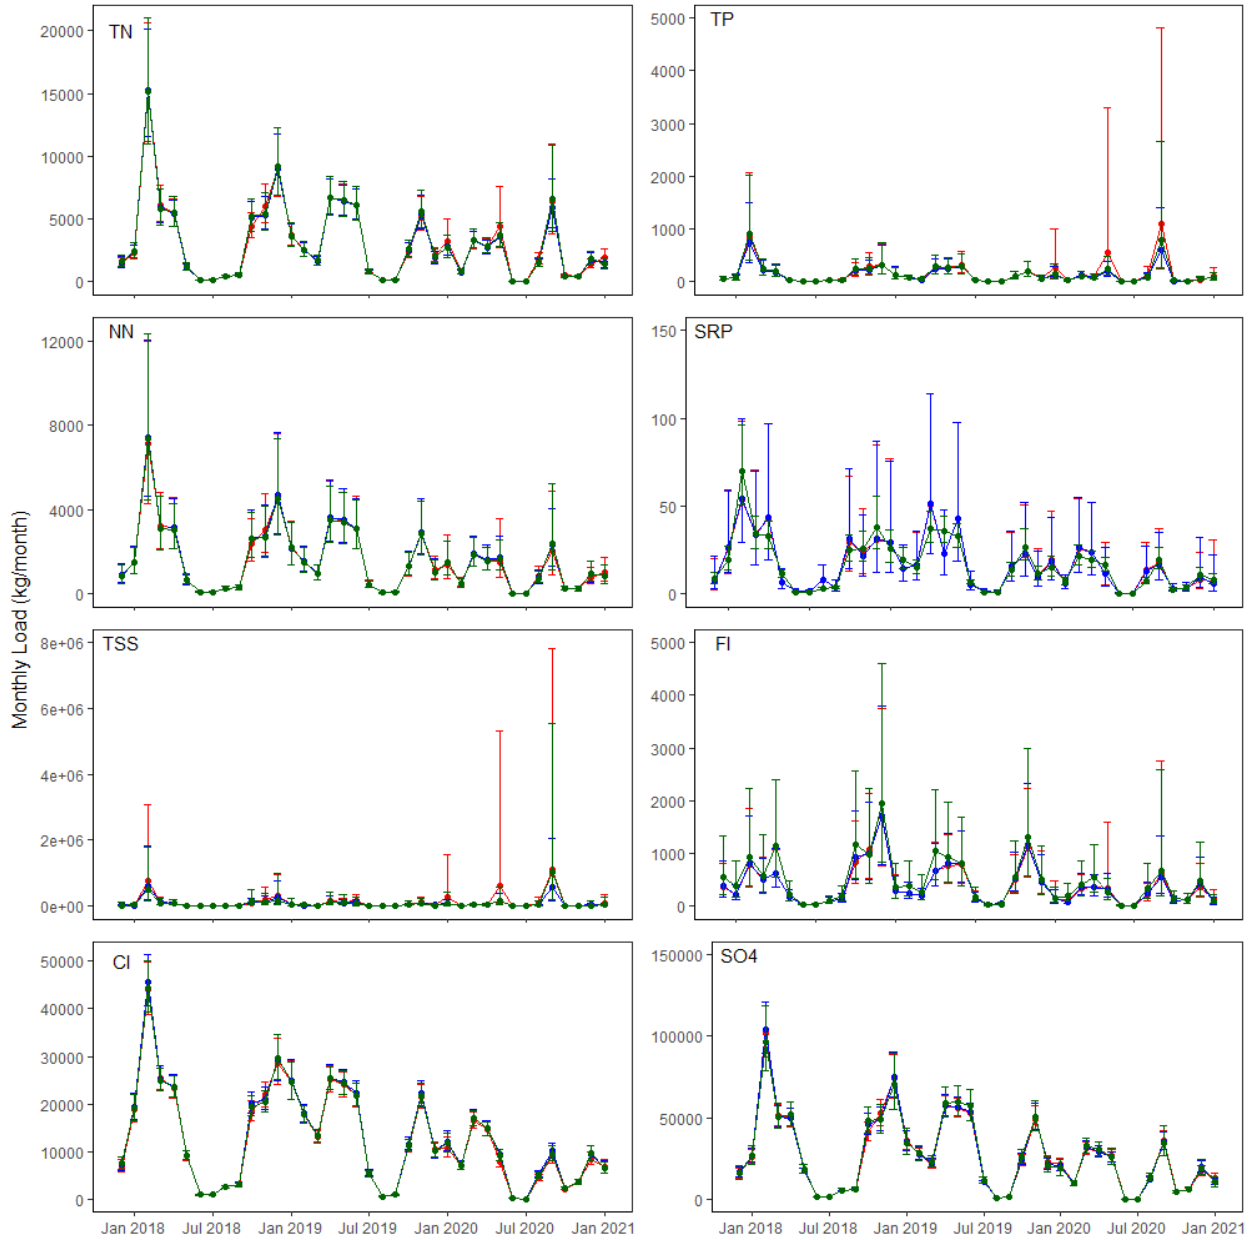 TN
20000
15000
10000
5000
0
TP
5000
4000
3000
2000
1000
0
NN
12000
8000
4000
0
SRP
150
100
50
0
Monthly Load (kg/month)
TSS
8e+06
6e+06
4e+06
2e+06
0e+00
FI
5000
4000
3000
2000
1000
0
Cl
50000
40000
30000
20000
10000
0
SO4
150000
100000
50000
0
Jan 2018 Jul 2018 Jan 2019 Jul 2019 Jan 2020 Jul 2020 Jan 2021
Jan 2018 Jul 2018 Jan 2019 Jul 2019 Jan 2020 Jul 2020 Jan 2021